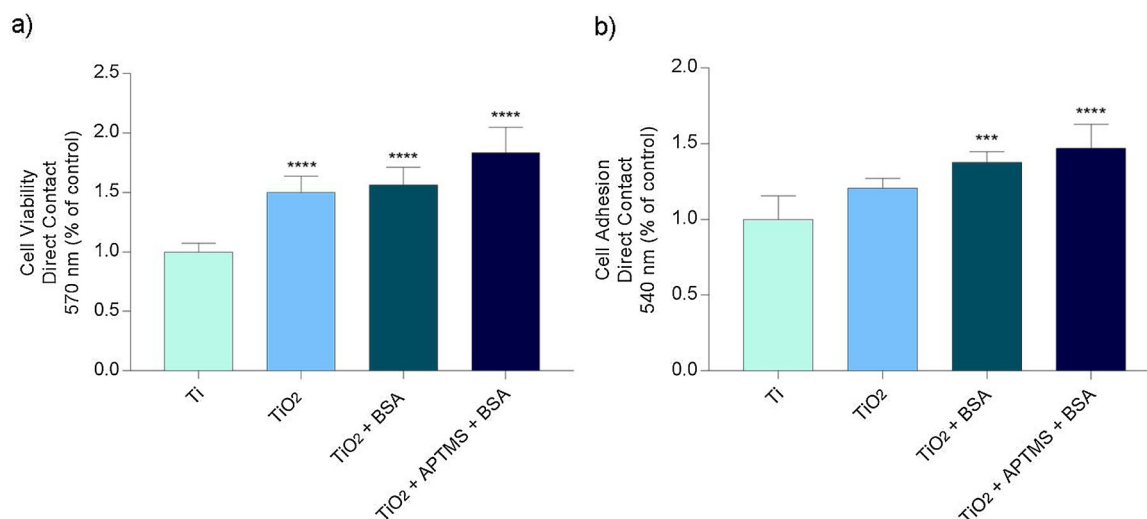 a)
Cell Viability
Direct Contact
570 nm (% of control)
2.5
2.0
1.5
1.0
0.5
0.0
****
****
****
Ti
TiO2
TiO2 + BSA
TiO2 + APTMS + BSA
b)
Cell Adhesion
Direct Contact
540 nm (% of control)
2.0
1.5
1.0
0.5
0.0
***
****
Ti
TiO2
TiO2 + BSA
TiO2 + APTMS + BSA